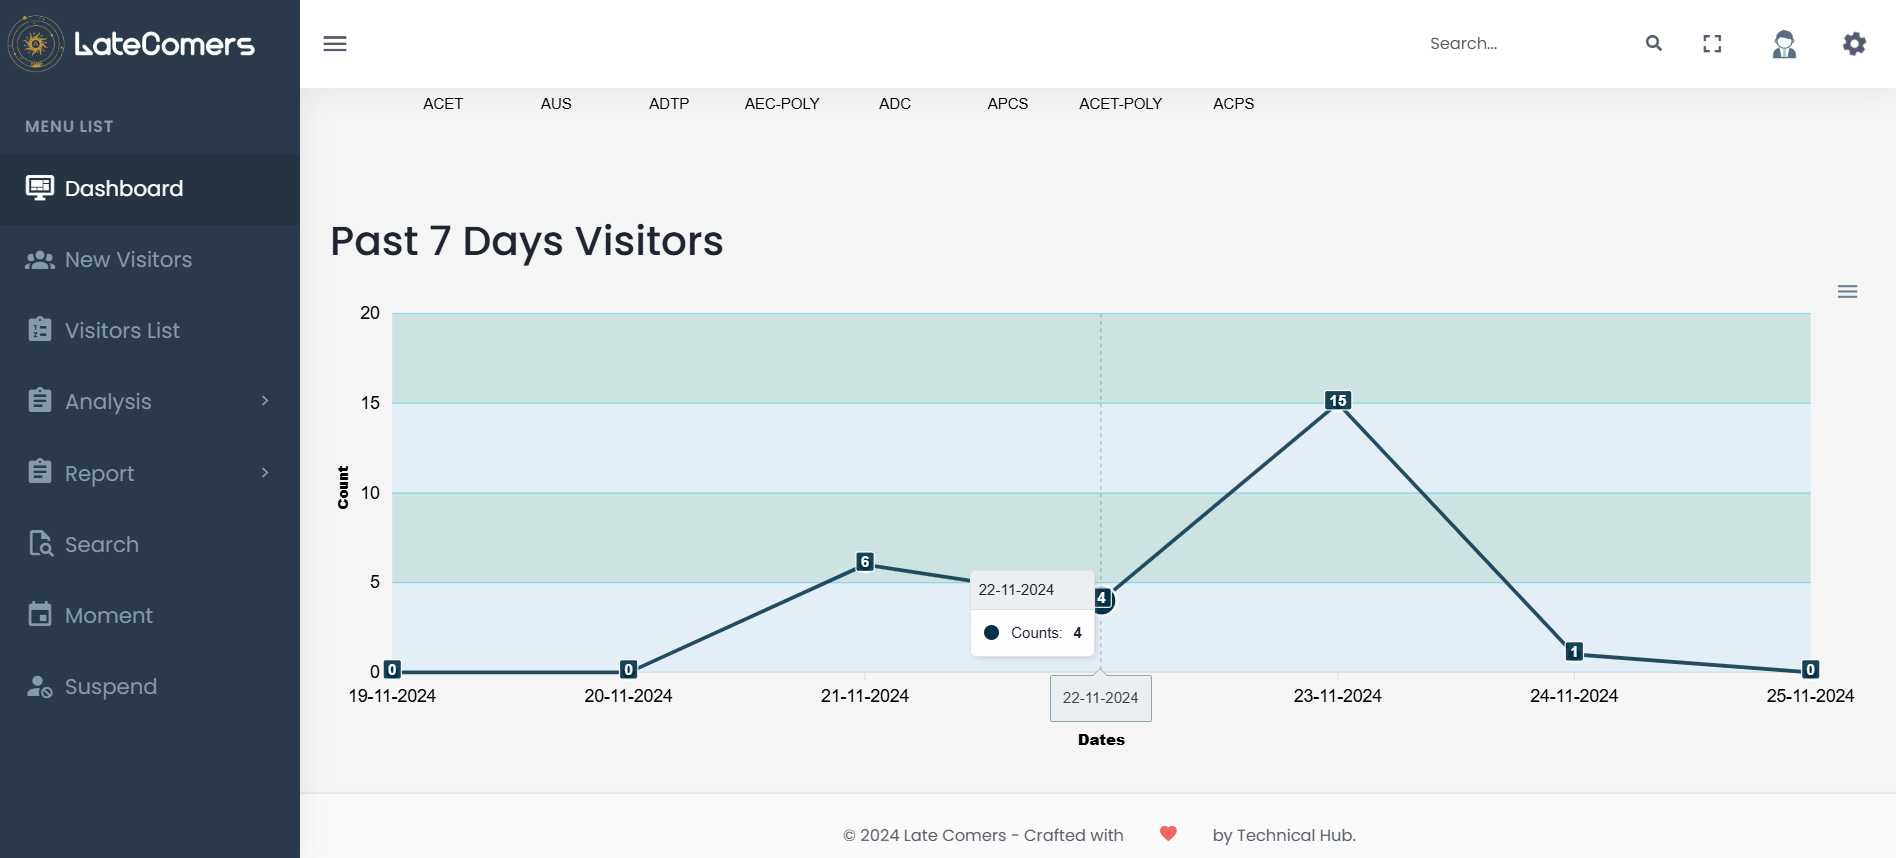 LateComers
Search...
MENU LIST
Dashboard
New Visitors
Visitors List
Analysis
Report
Search
Moment
Suspend
ACET AUS ADTP AEC-POLY ADC APCS ACET-POLY ACPS
Past 7 Days Visitors
20
15
10
5
0
Count
0 0 6 4 15 1 0
22-11-2024
Counts: 4
19-11-2024 20-11-2024 21-11-2024 22-11-2024 23-11-2024 24-11-2024 25-11-2024
Dates
© 2024 Late Comers - Crafted with by Technical Hub.